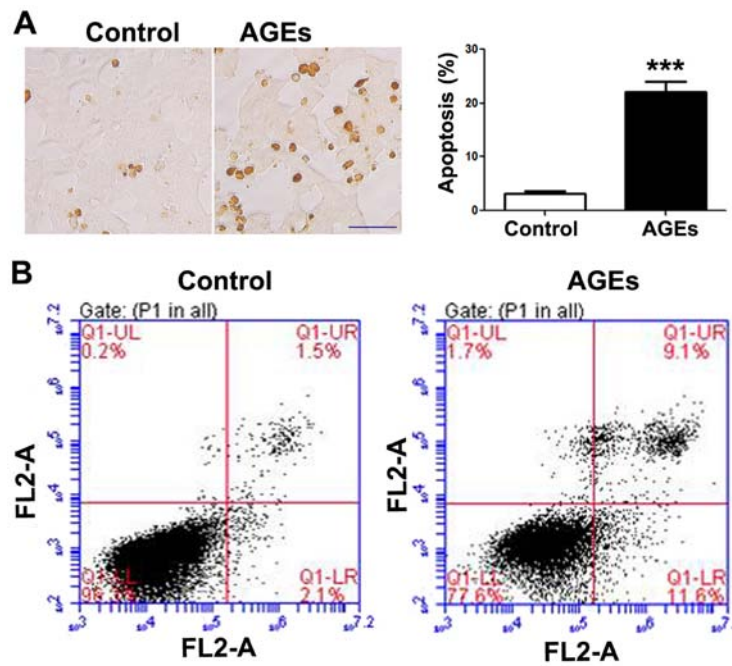 A
Control AGEs
Apoptosis (%)
30
20
10
0
***
Control AGEs
B
Control
Gate: (P1 in all)
Q1-UL Q1-UR
0.2% 1.5%
Q1-LR
2.1%
FL2-A
FL2-A
AGEs
Gate: (P1 in all)
Q1-UL Q1-UR
1.7% 9.1%
Q1-LL Q1-LR
77.6% 11.6%
FL2-A
FL2-A